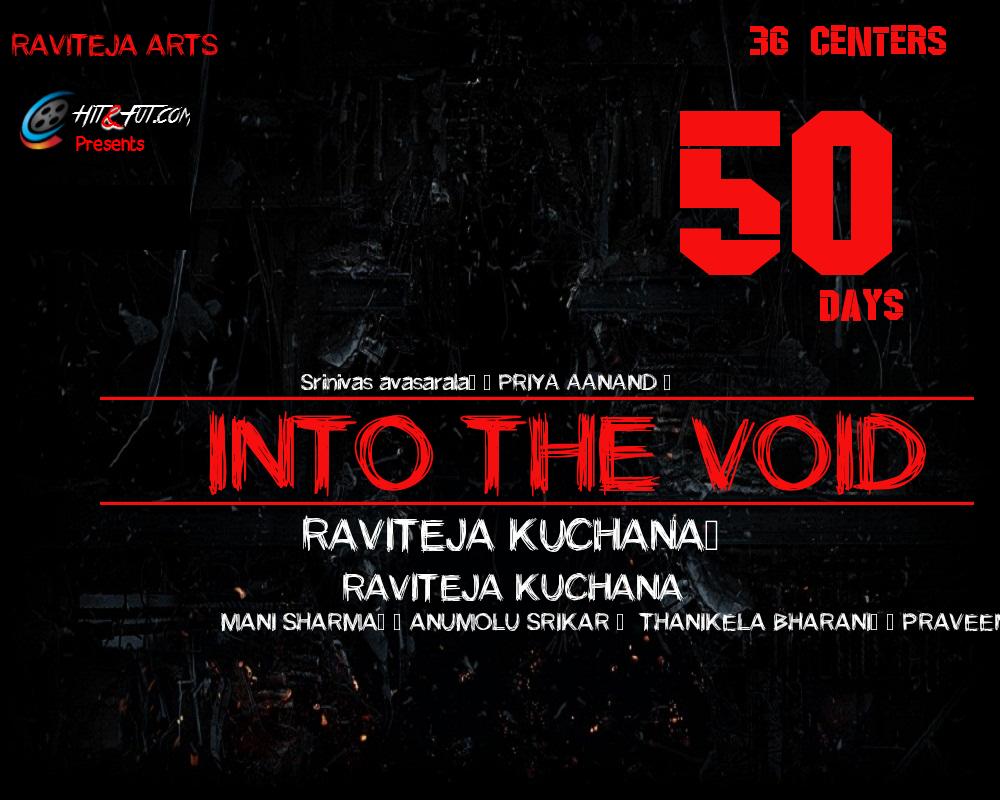 RAVITEJA ARTS
36 CENTERS
HIT&FUT.COM
Presents
50
DAYS
Srinivas avasarala PRIYA AANAND
INTO THE VOID
RAVITEJA KUCHANA
RAVITEJA KUCHANA
MANI SHARMA ANUMOLU SRIKAR THANIKELA BHARANI PRAVEEN